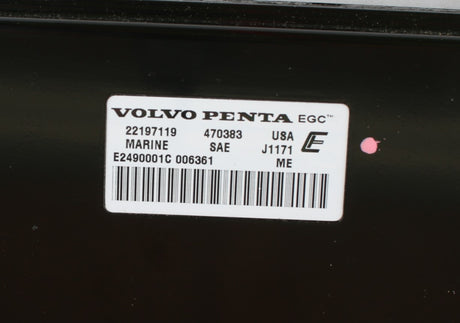 VOLVO PENTA EGC™
22197119 470383 USA
MARINE SAE J1171
E2490001C 006361 ME